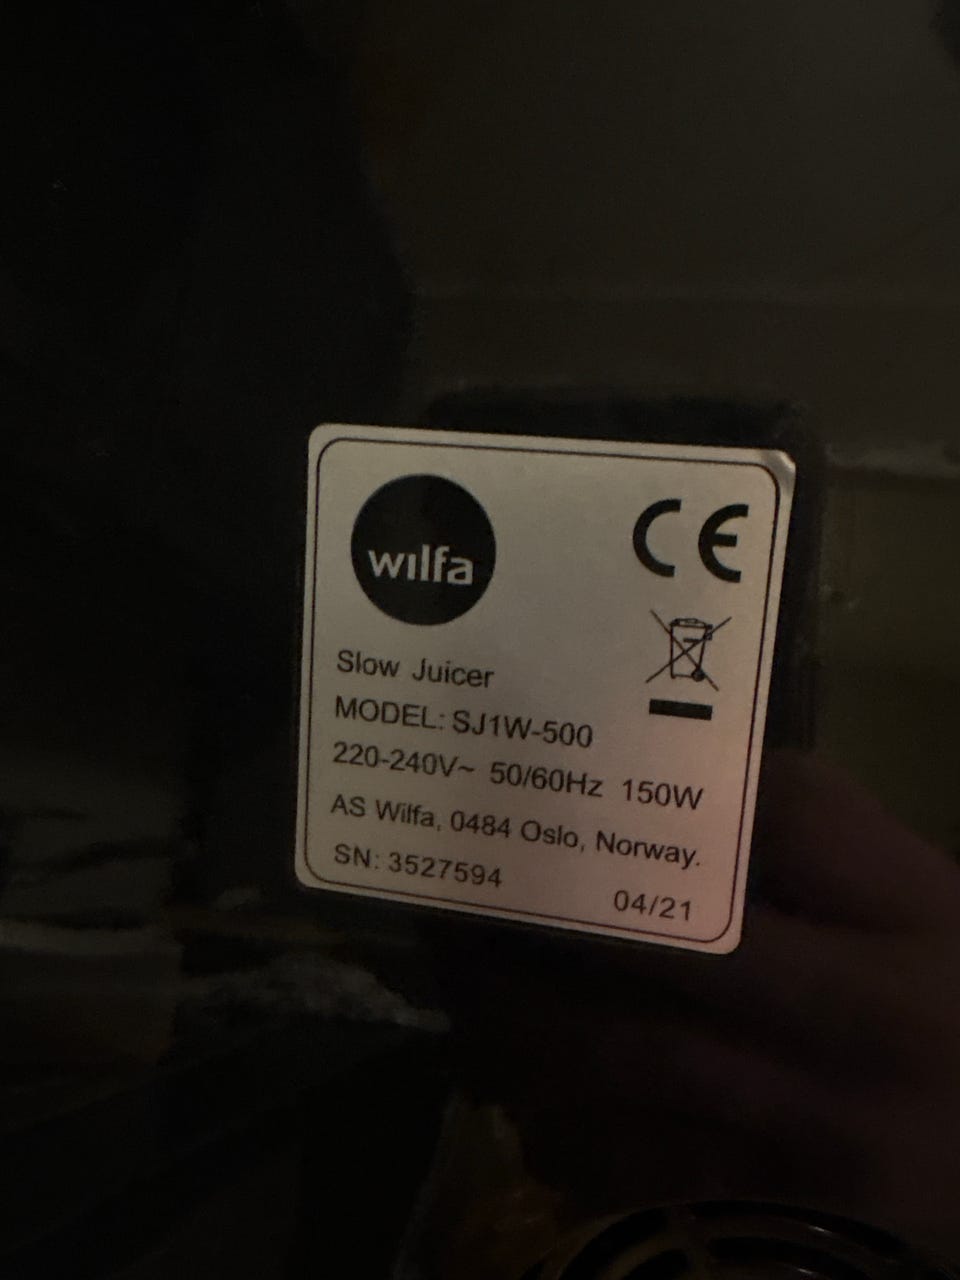 wilfa
CE
Slow Juicer
MODEL: SJ1W-500
220-240V~ 50/60Hz 150W
AS Wilfa, 0484 Oslo, Norway.
SN: 3527594
04/21